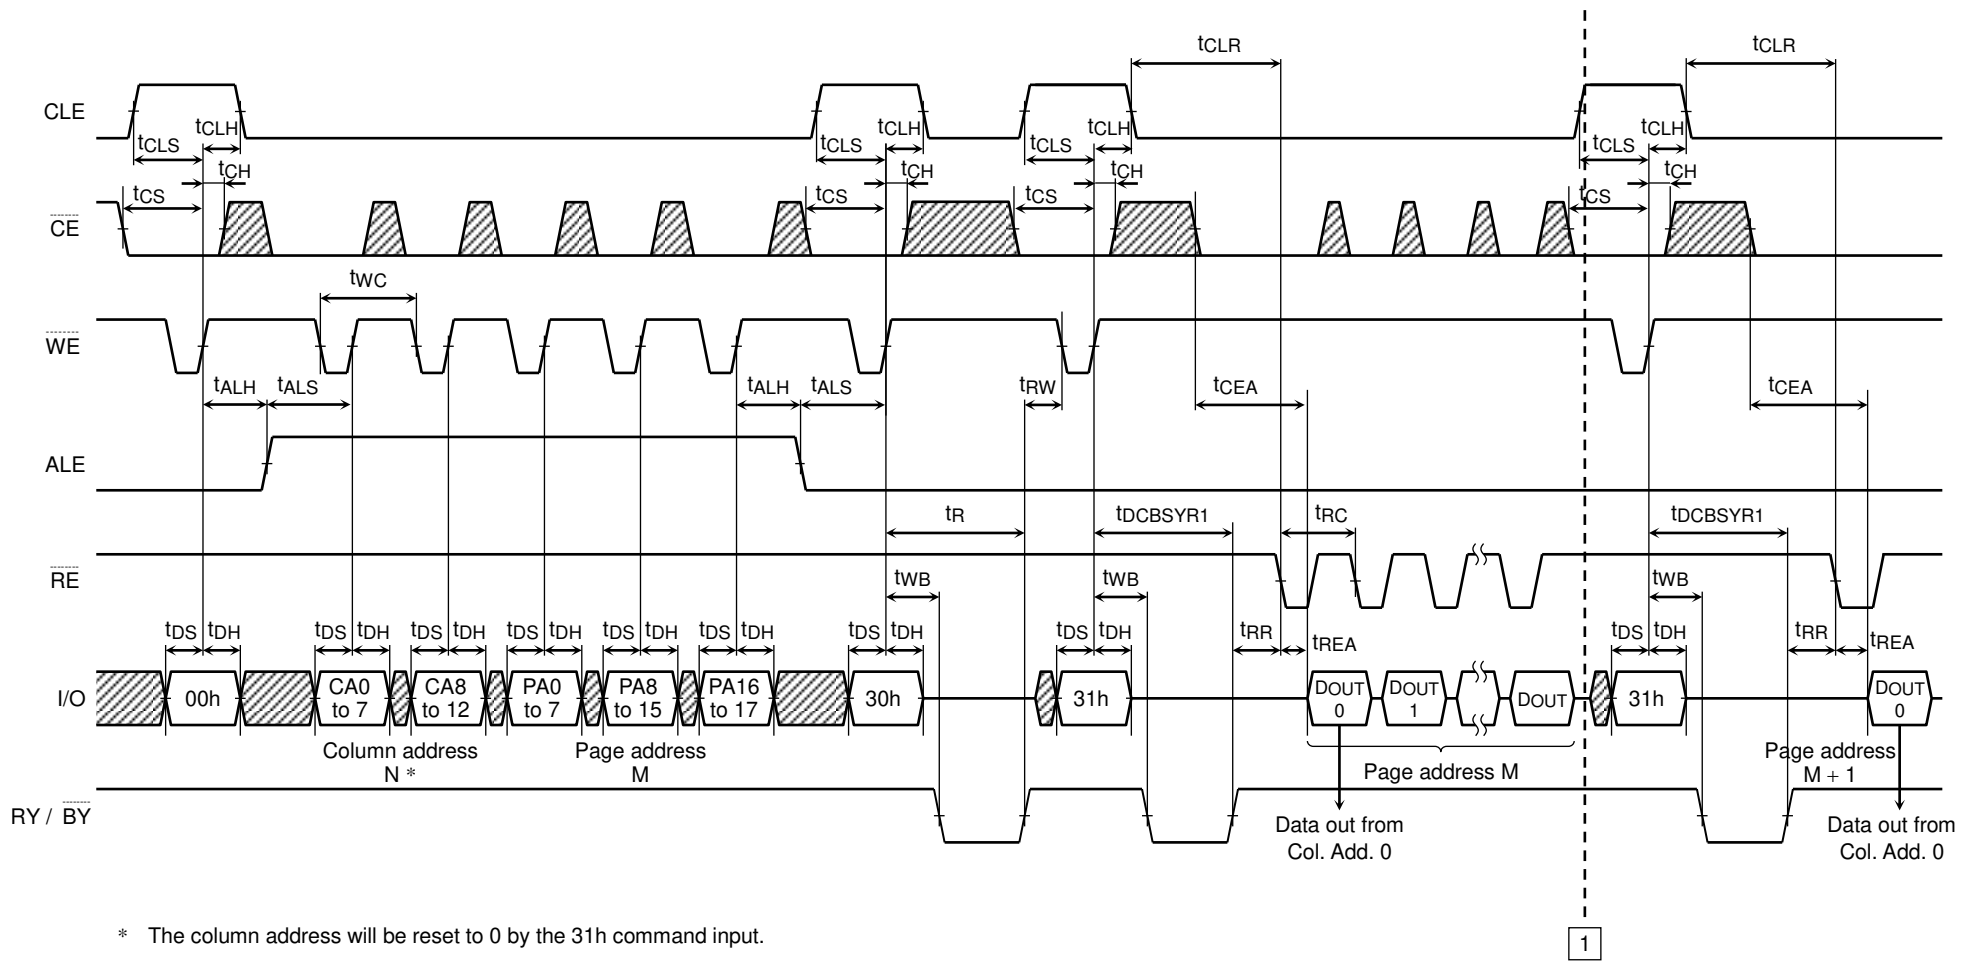 tCLR tCLR
CLE
tCLS tCLH tCLS tCLH tCLS tCLH tCLS tCLH
tCH tCH tCH tCH
tCS tCS tCS tCS
CE
tWC
WE
tALH tALS tALH tALS tRW tCEA tCEA
ALE
tR tDCBSYR1 tRC tDCBSYR1
RE
tWB tWB tWB
tDS tDH tDS tDH tDS tDH tDS tDH tDS tDH tDS tDH tDS tDH tDS tDH tRR tREA tDS tDH tRR tREA
I/O
00h
CA0 to 7
CA8 to 12
PA0 to 7
PA8 to 15
PA16 to 17
30h
31h
DOUT 0
DOUT 1
DOUT
31h
DOUT 0
Column address
N *
Page address
M
Page address M
Page address
M + 1
RY / BY
Data out from
Col. Add. 0
Data out from
Col. Add. 0
* The column address will be reset to 0 by the 31h command input.
1